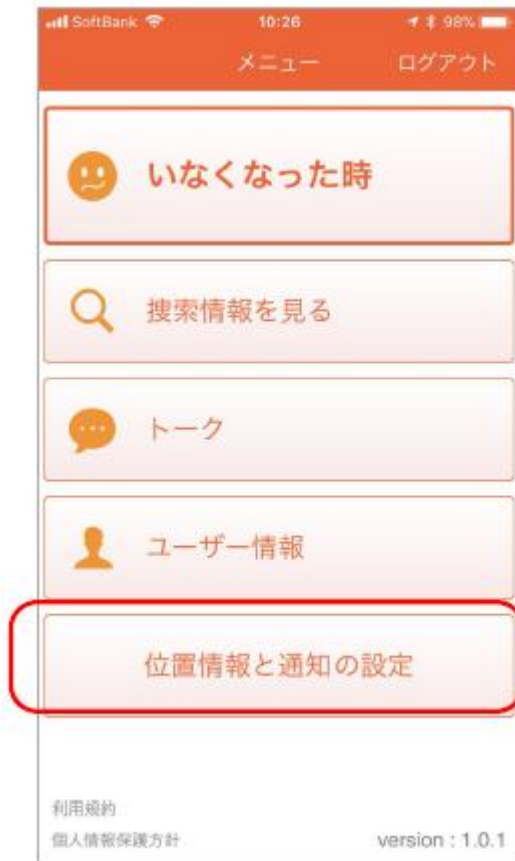 SoftBank 10:26 98%
メニュー ログアウト
いなくなった時
捜索情報を見る
トーク
ユーザー情報
位置情報と通知の設定
利用規約
個人情報保護方針 version : 1.0.1